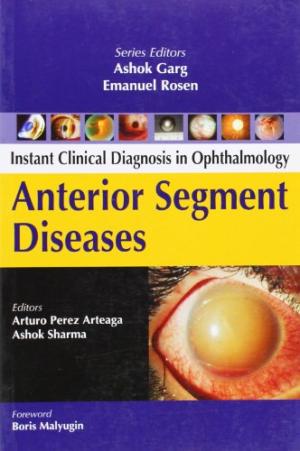 Series Editors
Ashok Garg
Emanuel Rosen
Instant Clinical Diagnosis in Ophthalmology
Anterior Segment
Diseases
Editors
Arturo Perez Arteaga
Ashok Sharma
Foreword
Boris Malyugin